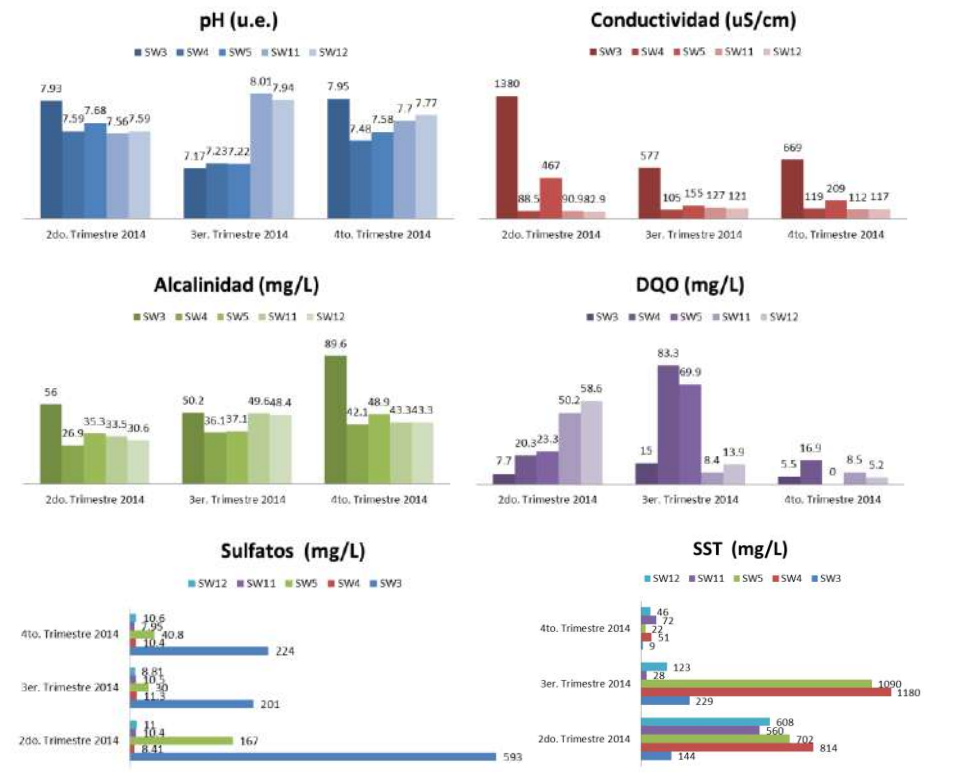 pH (u.e.)
SW3 SW4 SW5 SW11 SW12
7.93 7.59 7.68 7.56 7.59
7.17 7.23 7.22 8.01 7.94
7.95 7.48 7.58 7.7 7.77
2do. Trimestre 2014 3er. Trimestre 2014 4to. Trimestre 2014
Conductividad (uS/cm)
SW3 SW4 SW5 SW11 SW12
1380 88.5 467 90.9 82.9
577 105 155 127 121
669 119 209 112 117
2do. Trimestre 2014 3er. Trimestre 2014 4to. Trimestre 2014
Alcalinidad (mg/L)
SW3 SW4 SW5 SW11 SW12
56 26.9 35.3 33.5 30.6
50.2 36.1 37.1 49.6 48.4
89.6 42.1 48.9 43.3 43.3
2do. Trimestre 2014 3er. Trimestre 2014 4to. Trimestre 2014
DQO (mg/L)
SW3 SW4 SW5 SW11 SW12
7.7 20.3 23.3 50.2 58.6
15 83.3 69.9 8.4 13.9
5.5 16.9 0 8.5 5.2
2do. Trimestre 2014 3er. Trimestre 2014 4to. Trimestre 2014
Sulfatos (mg/L)
SW12 SW11 SW5 SW4 SW3
4to. Trimestre 2014
10.6
7.95
40.8
10.4
224
3er. Trimestre 2014
8.81
10.5
30
11.3
201
2do. Trimestre 2014
11
10.4
167
8.41
593
SST (mg/L)
SW12 SW11 SW5 SW4 SW3
4to. Trimestre 2014
46
72
22
51
9
3er. Trimestre 2014
123
28
1090
1180
229
2do. Trimestre 2014
608
560
702
814
144